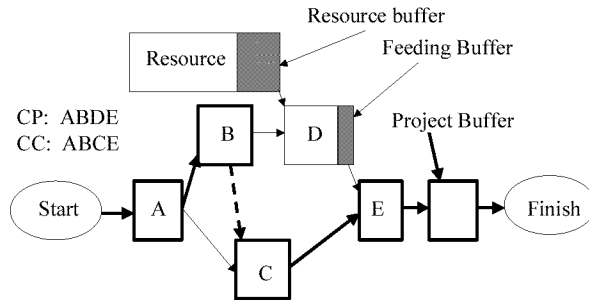 Resource buffer
Feeding Buffer
Resource
CP: ABDE
CC: ABCE
B
D
Project Buffer
Start
A
E
Finish
C